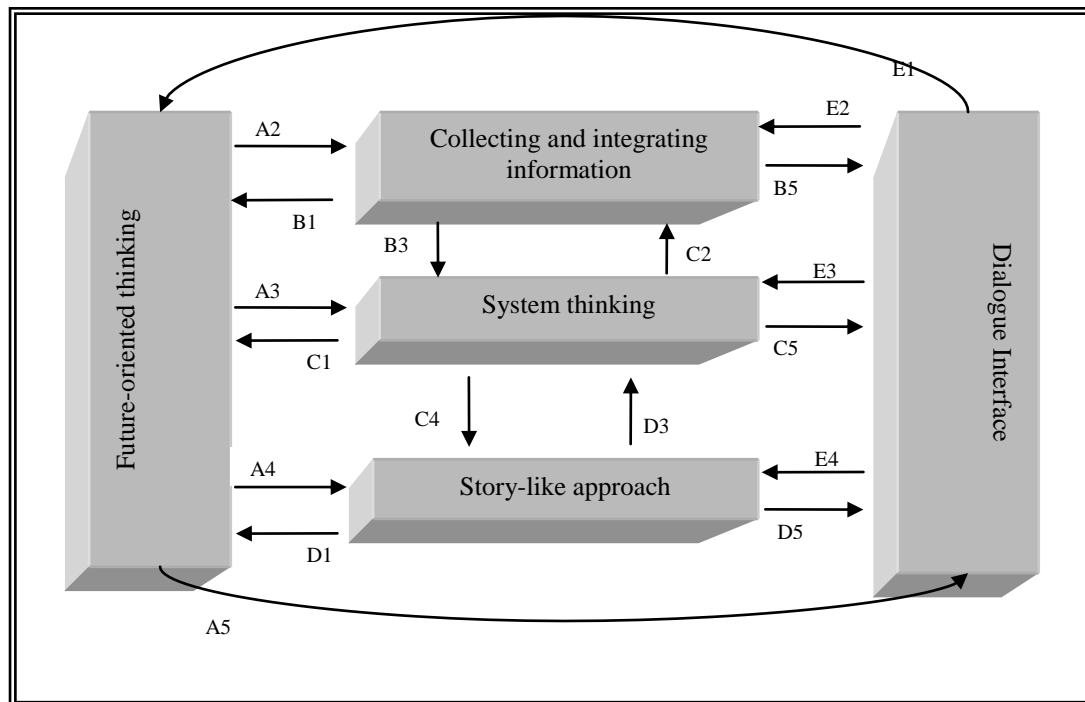 E1
A2
Collecting and integrating
information
E2
B5
B1
B3
C2
Future-oriented thinking
A3
System thinking
E3
C1
C5
Dialogue Interface
C4
D3
A4
Story-like approach
E4
D1
D5
A5